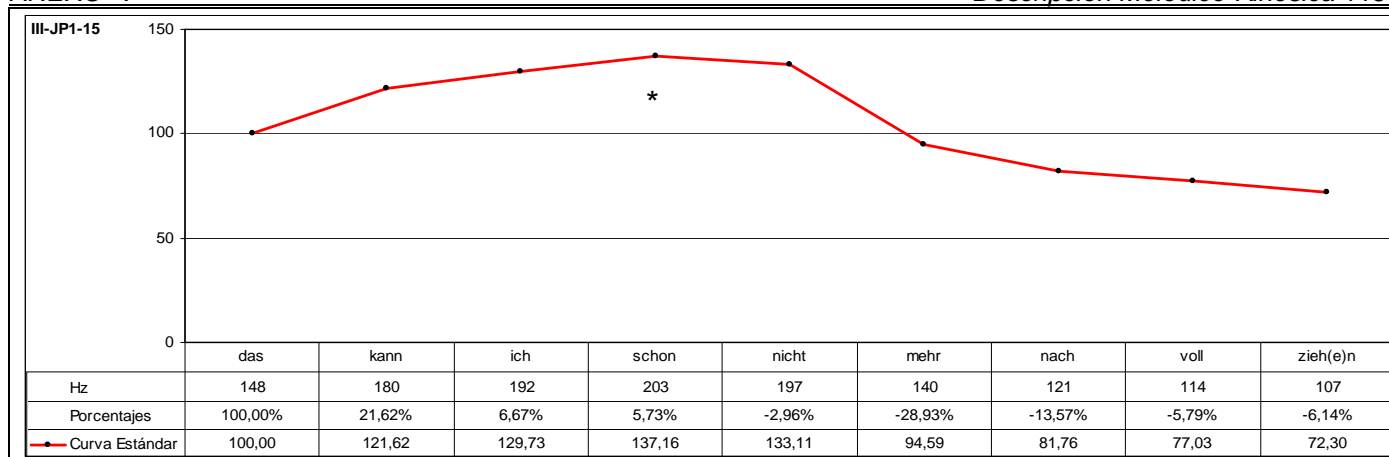 III-JP1-15
150
*
100
50
0
das kann ich schon nicht mehr nach voll zieh(e)n
Hz 148 180 192 203 197 140 121 114 107
Porcentajes 100,00% 21,62% 6,67% 5,73% -2,96% -28,93% -13,57% -5,79% -6,14%
Curva Estándar 100,00 121,62 129,73 137,16 133,11 94,59 81,76 77,03 72,30